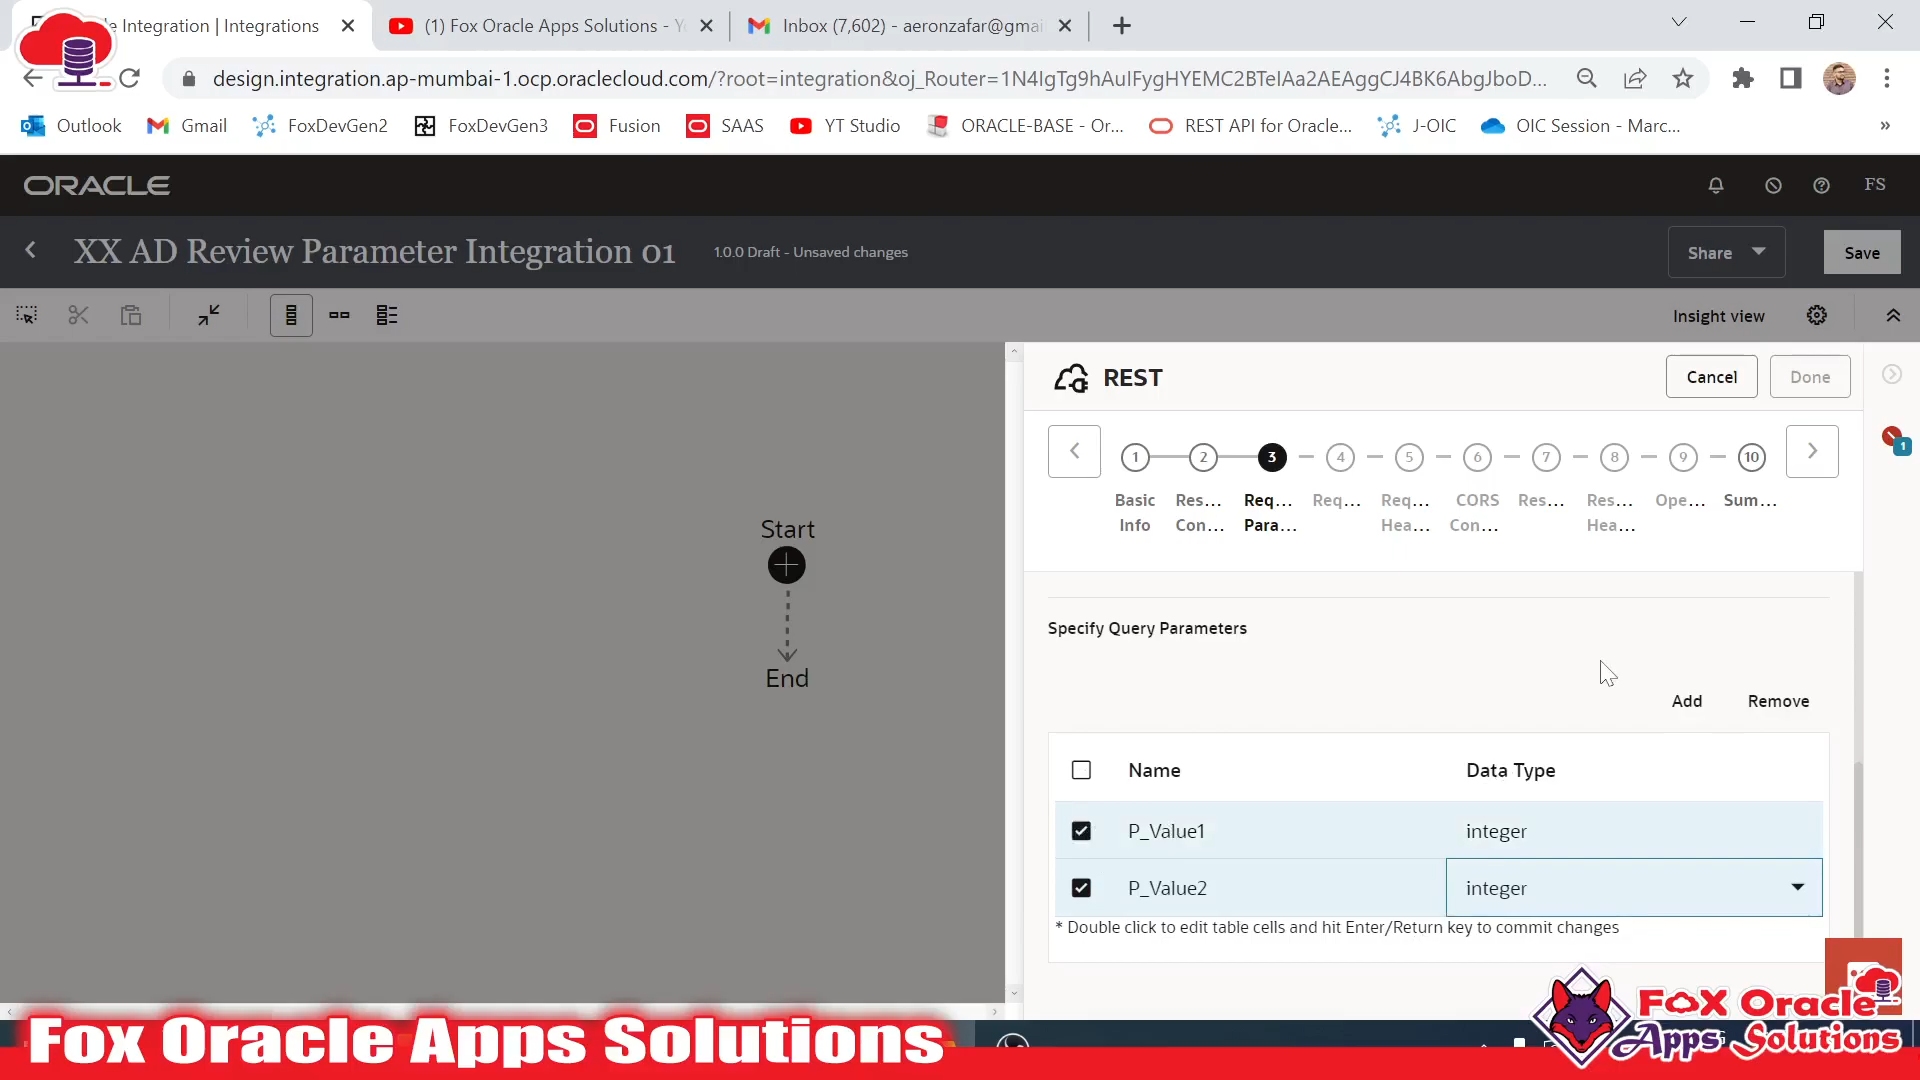 le Integration | Integrations
(1) Fox Oracle Apps Solutions - Y
Inbox (7,602) - aeronzafar@gmai
design.integration.ap-mumbai-1.ocp.oraclecloud.com/?root=integration&oj_Router=1N4IgTg9hAuIFygHYEMC2BTeIAa2AEAggCJ4BK6AbgJboD...
Outlook
Gmail
FoxDevGen2
FoxDevGen3
Fusion
SAAS
YT Studio
ORACLE-BASE - Or...
REST API for Oracle...
J-OIC
OIC Session - Marc...
»
ORACLE
FS
XX AD Review Parameter Integration 01
1.0.0 Draft - Unsaved changes
Share
Save
Insight view
REST
Cancel
Done
1 2 3 4 5 6 7 8 9 10
Basic Info
Res... Con...
Req... Para...
Req...
Req... Hea...
CORS Con...
Res...
Res... Hea...
Ope...
Sum...
1
Start
End
Specify Query Parameters
Add
Remove
Name
Data Type
P_Value1
integer
P_Value2
integer
* Double click to edit table cells and hit Enter/Return key to commit changes
Fox Oracle Apps Solutions
Fox Oracle
Apps Solutions